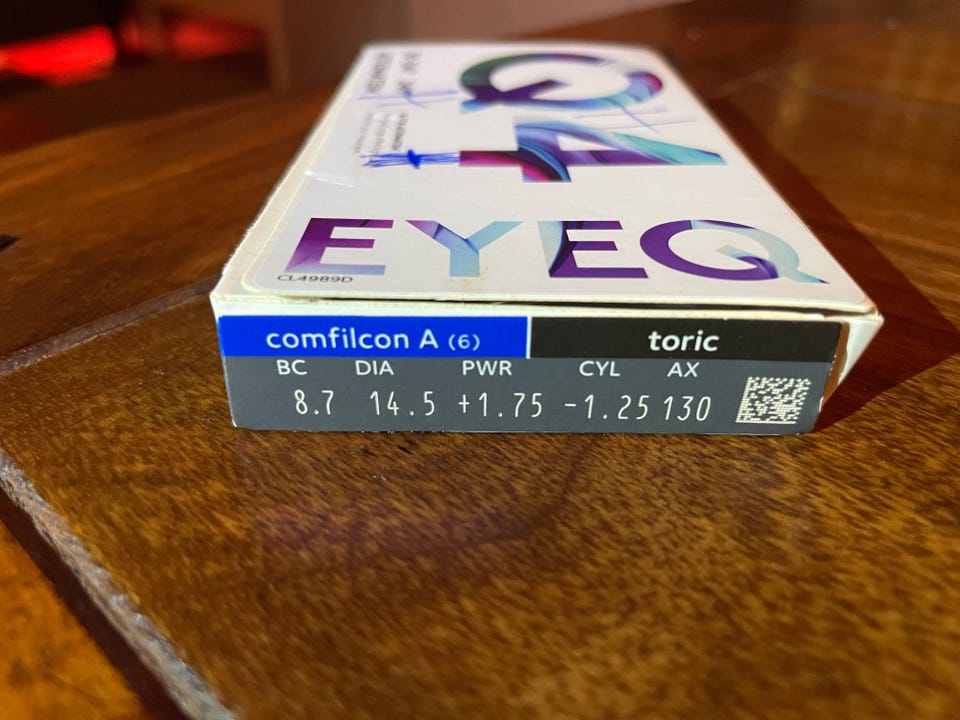 Q4
EYEQ
CL4989D
comfilcon A (6) toric
BC DIA PWR CYL AX
8.7 14.5 +1.75 -1.25 130